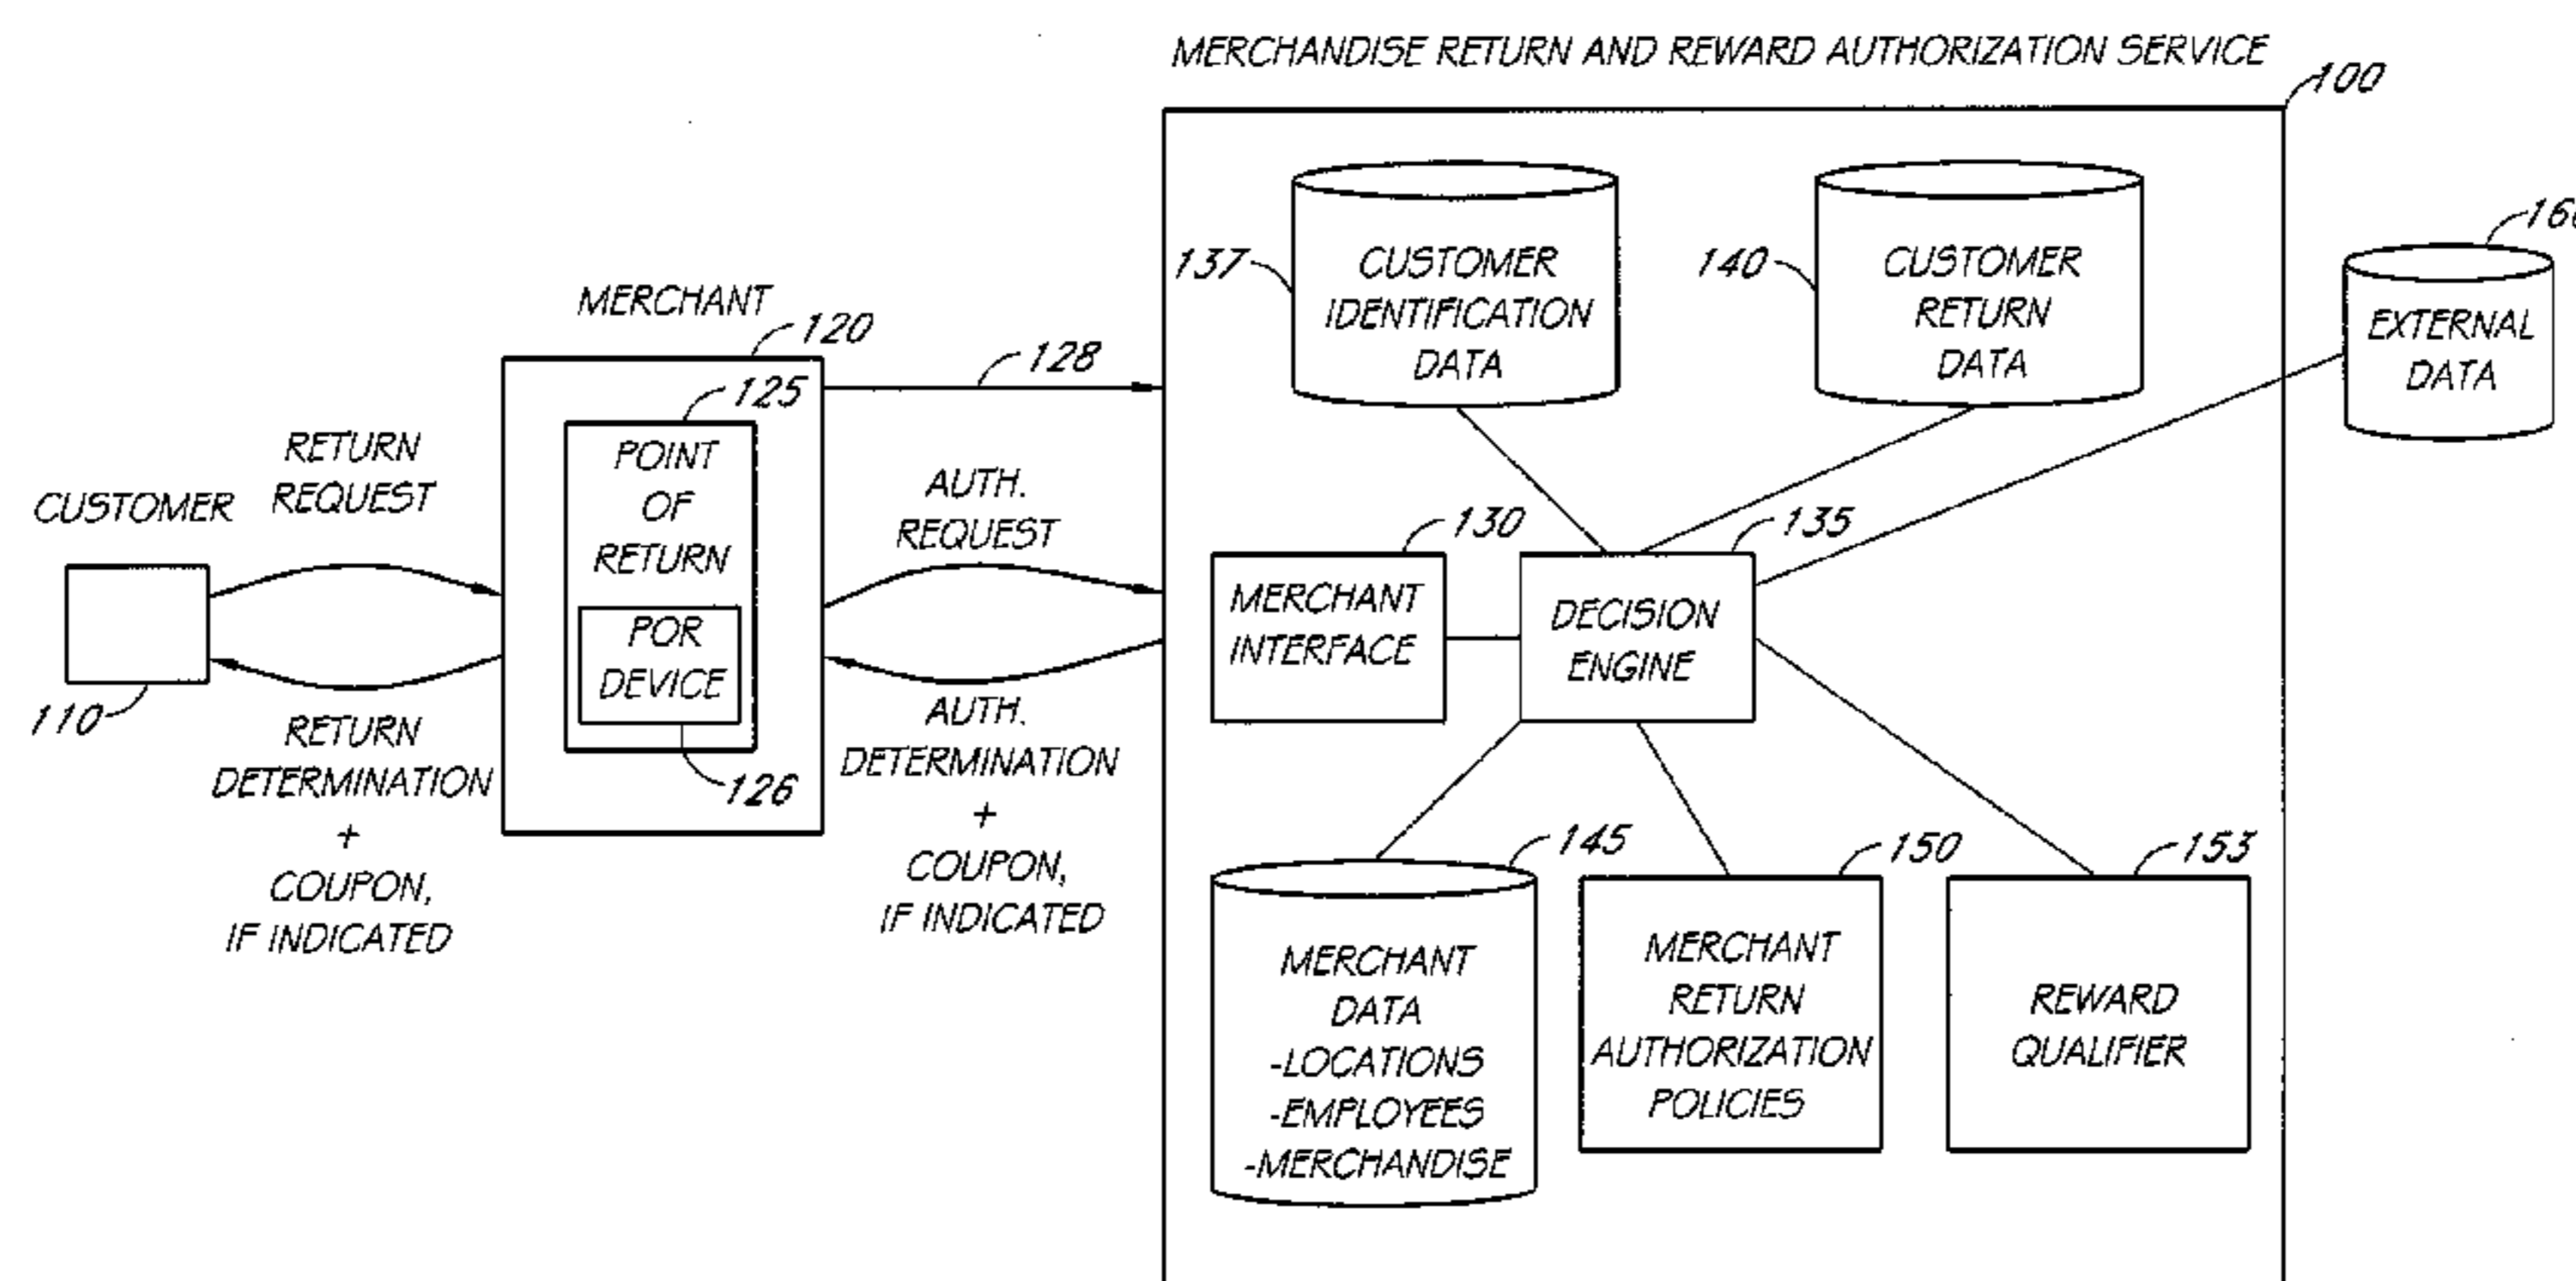 MERCHANDISE RETURN AND REWARD AUTHORIZATION SERVICE
100
137
CUSTOMER
IDENTIFICATION
DATA
140
CUSTOMER
RETURN
DATA
EXTERNAL
DATA
MERCHANT
120
128
125
POINT
OF
RETURN
POR
DEVICE
126
CUSTOMER
110
RETURN
REQUEST
RETURN
DETERMINATION
+
COUPON,
IF INDICATED
AUTH.
REQUEST
AUTH.
DETERMINATION
+
COUPON,
IF INDICATED
130
MERCHANT
INTERFACE
135
DECISION
ENGINE
145
MERCHANT
DATA
-LOCATIONS
-EMPLOYEES
-MERCHANDISE
150
MERCHANT
RETURN
AUTHORIZATION
POLICIES
153
REWARD
QUALIFIER